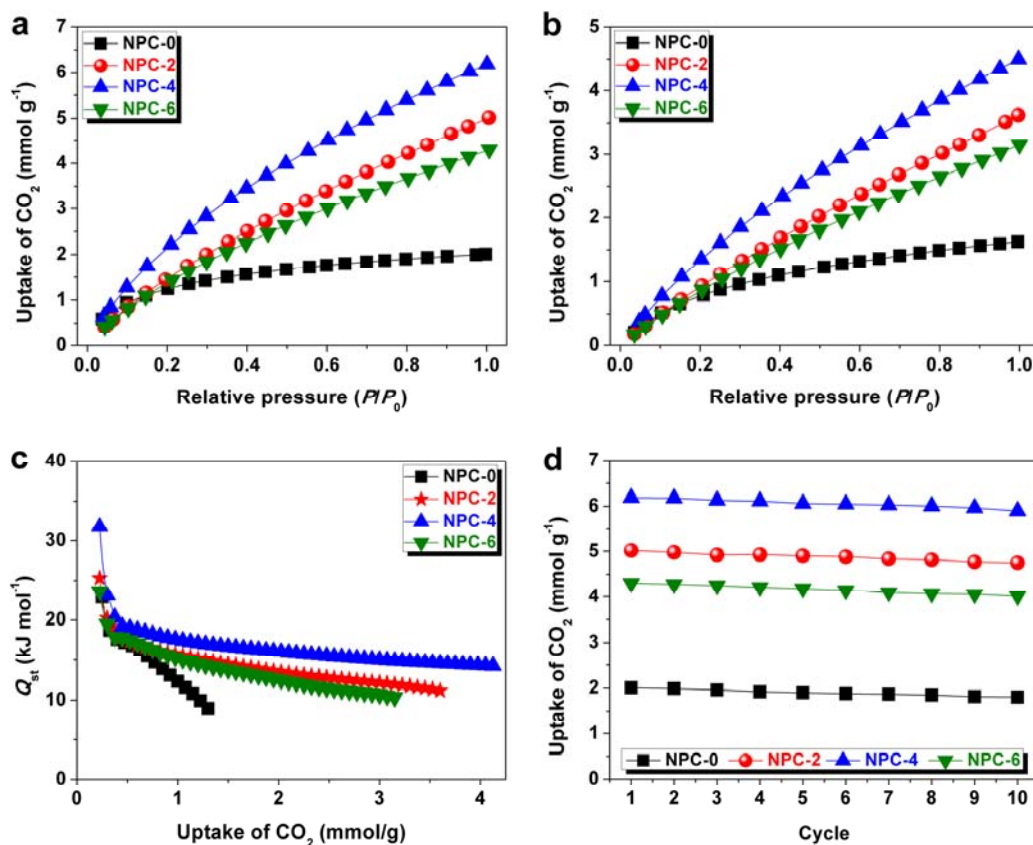 a
NPC-0
NPC-2
NPC-4
NPC-6
Uptake of CO₂ (mmol g⁻¹)
7
6
5
4
3
2
1
0
0.0 0.2 0.4 0.6 0.8 1.0
Relative pressure (P/P₀)
b
NPC-0
NPC-2
NPC-4
NPC-6
Uptake of CO₂ (mmol g⁻¹)
5
4
3
2
1
0
0.0 0.2 0.4 0.6 0.8 1.0
Relative pressure (P/P₀)
c
NPC-0
NPC-2
NPC-4
NPC-6
Qst (kJ mol⁻¹)
40
30
20
10
0
0 1 2 3 4
Uptake of CO₂ (mmol/g)
d
Uptake of CO₂ (mmol g⁻¹)
7
6
5
4
3
2
1
0
NPC-0 NPC-2 NPC-4 NPC-6
1 2 3 4 5 6 7 8 9 10
Cycle